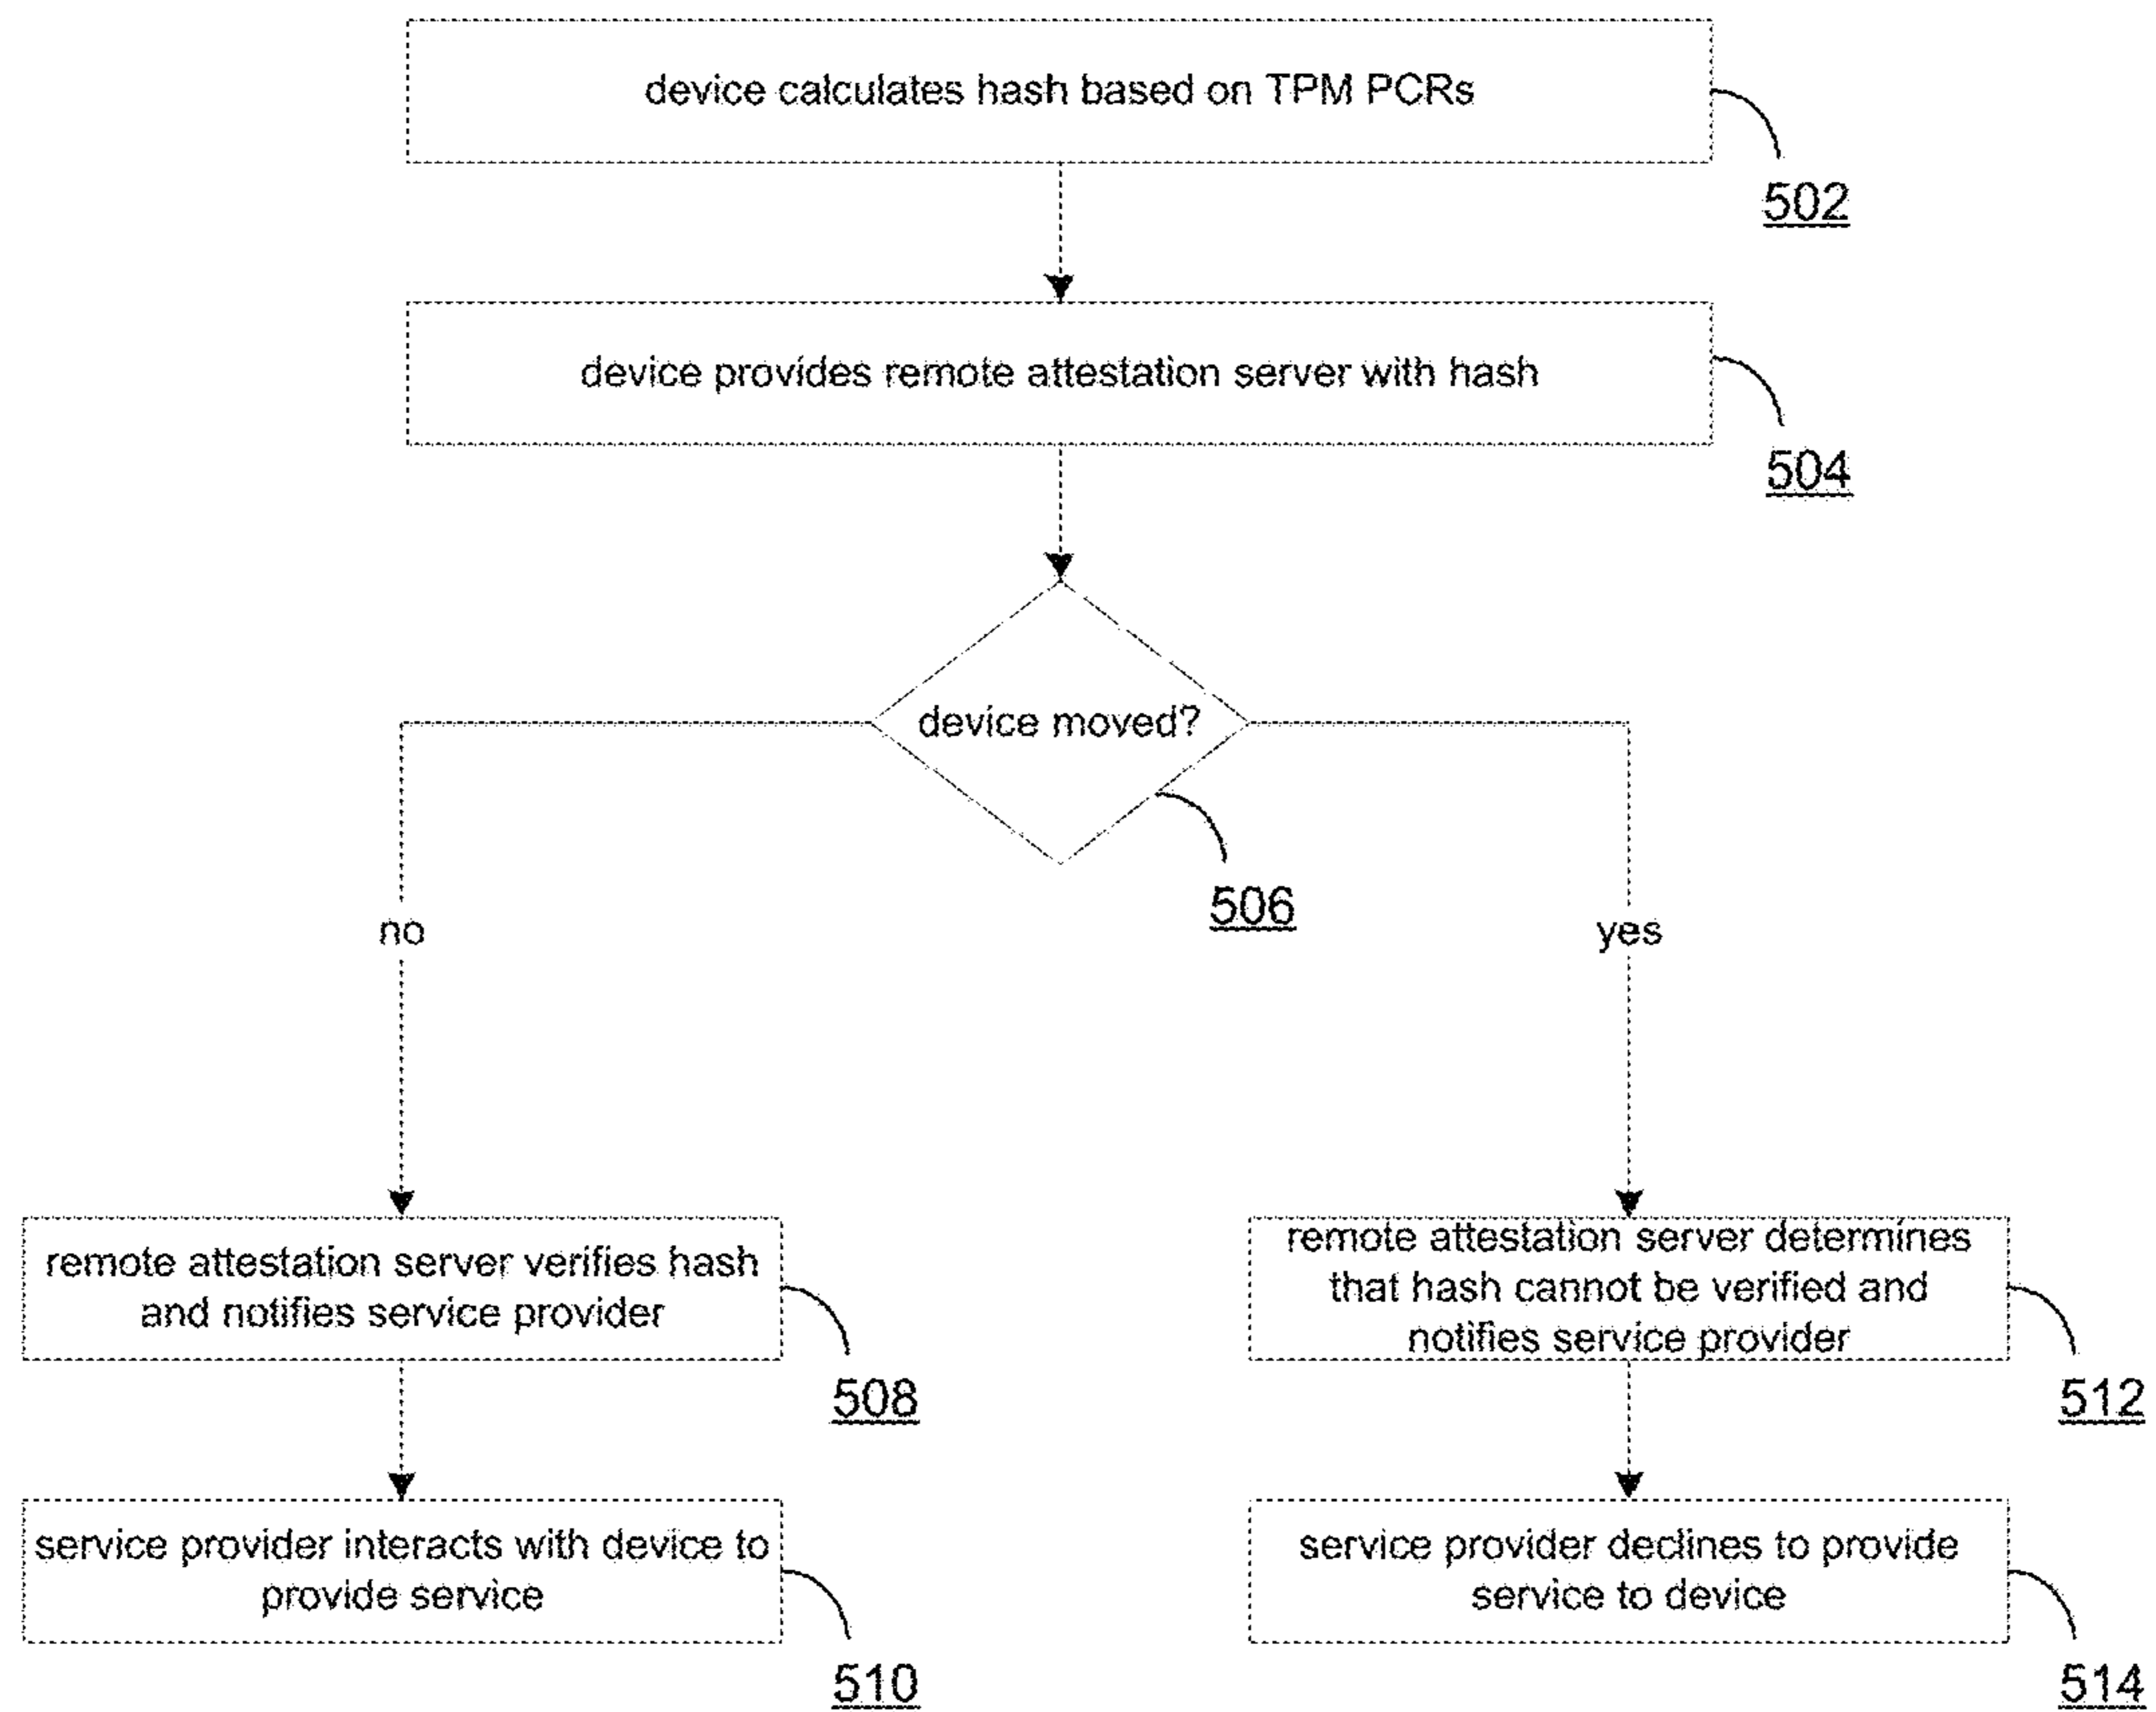 device calculates hash based on TPM PCRs
502
device provides remote attestation server with hash
504
device moved?
506
no
yes
remote attestation server verifies hash
and notifies service provider
508
remote attestation server determines
that hash cannot be verified and
notifies service provider
512
service provider interacts with device to
provide service
510
service provider declines to provide
service to device
514